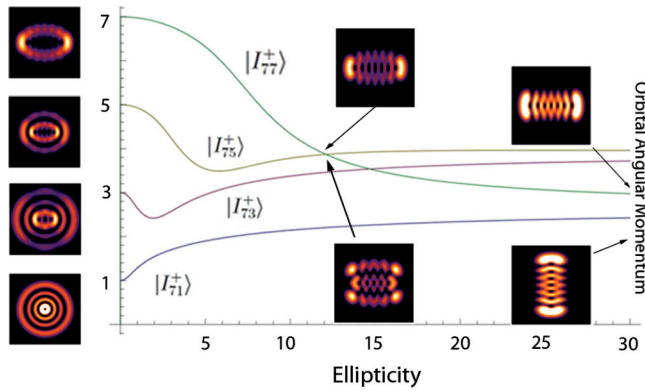 7
5
3
1
|I⁺₇₇⟩
|I⁺₇₅⟩
|I⁺₇₃⟩
|I⁺₇₁⟩
5 10 15 20 25 30
Ellipticity
Orbital Angular Momentum